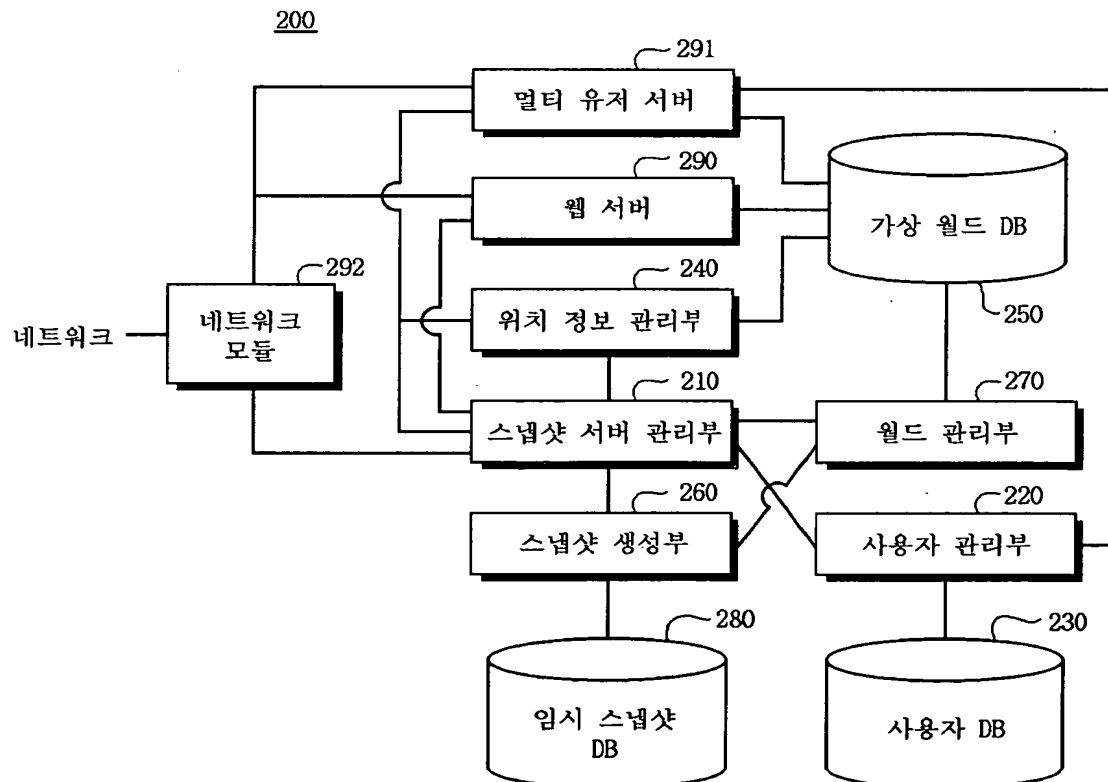 200
291
멀티 유저 서버
290
웹 서버
가상 월드 DB
250
292
네트워크
네트워크
모듈
240
위치 정보 관리부
210
스냅샷 서버 관리부
270
월드 관리부
260
스냅샷 생성부
220
사용자 관리부
280
임시 스냅샷
DB
230
사용자 DB